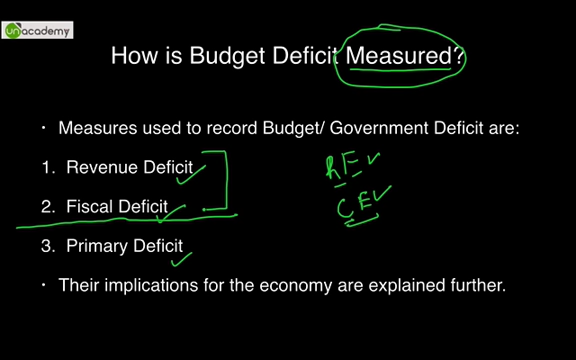 unacademy
How is Budget Deficit Measured?
• Measures used to record Budget/ Government Deficit are:
1. Revenue Deficit
RE
2. Fiscal Deficit
CE
3. Primary Deficit
• Their implications for the economy are explained further.